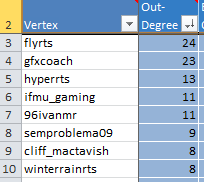 2 Vertex Out-Degree
3 flyrts 24
4 gfxcoach 23
5 hyperrts 13
6 ifmu_gaming 11
7 96ivanmr 11
8 semproblema09 9
9 cliff_mactavish 8
10 winterrainrts 8